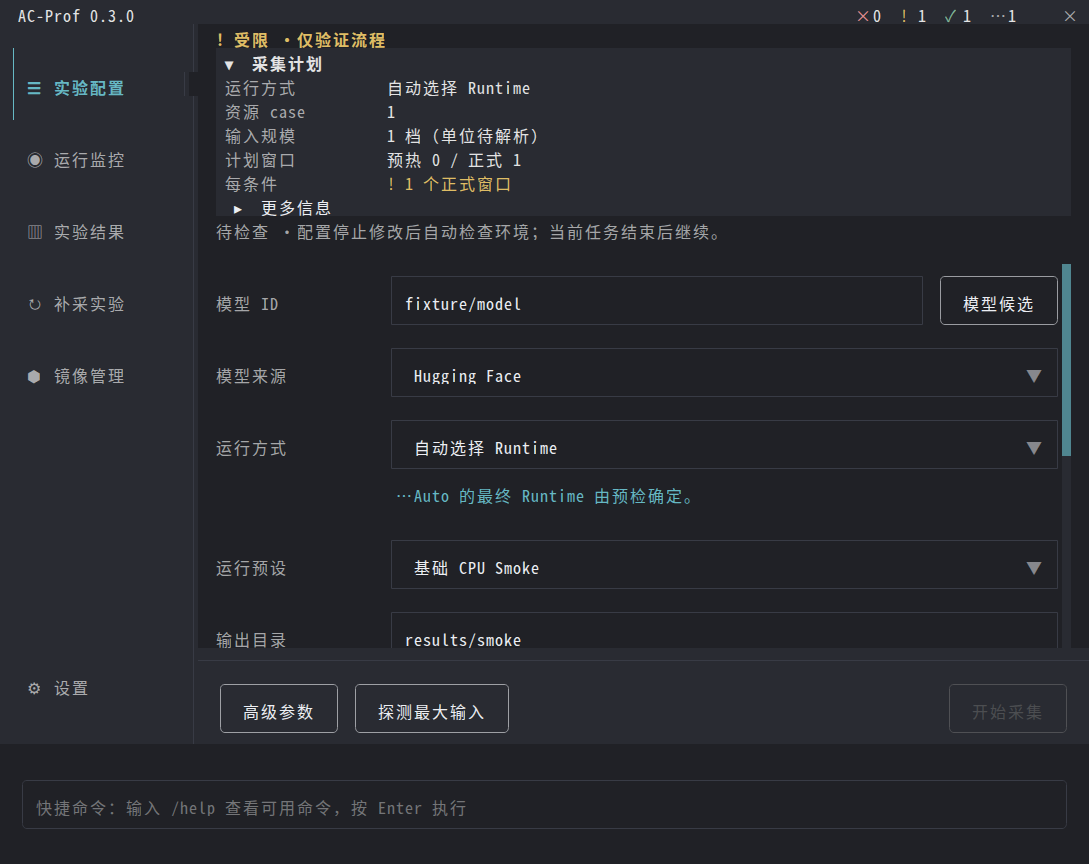 AC-Prof 0.3.0
×0 ! 1 ✓ 1 …1 ×
☰ 实验配置
◉ 运行监控
▥ 实验结果
↻ 补采实验
⬢ 镜像管理
⚙ 设置
! 受限 · 仅验证流程
▼ 采集计划
运行方式 自动选择 Runtime
资源 case 1
输入规模 1 档（单位待解析）
计划窗口 预热 0 / 正式 1
每条件 ! 1 个正式窗口
▶ 更多信息
待检查 · 配置停止修改后自动检查环境；当前任务结束后继续。
模型 ID fixture/model 模型候选
模型来源 Hugging Face ▼
运行方式 自动选择 Runtime ▼
…Auto 的最终 Runtime 由预检确定。
运行预设 基础 CPU Smoke ▼
输出目录 results/smoke
高级参数 探测最大输入 开始采集
快捷命令：输入 /help 查看可用命令，按 Enter 执行